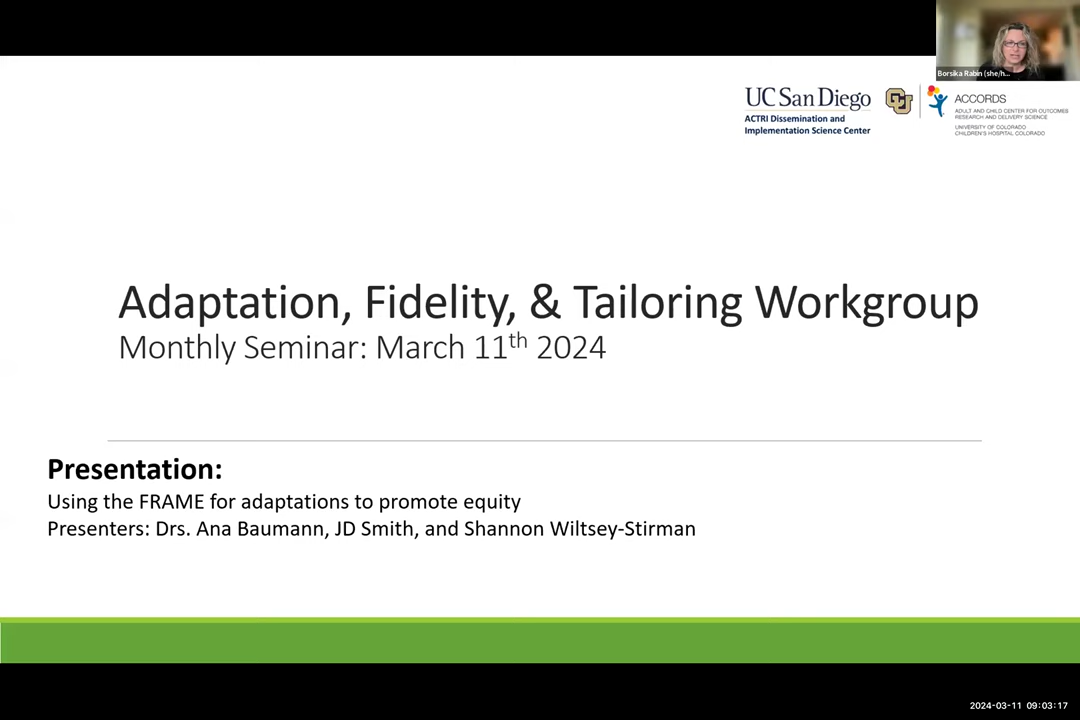 Borsika Rabin (she/h...
UC San Diego
ACTRI Dissemination and
Implementation Science Center
ACCORDS
ADULT AND CHILD CENTER FOR OUTCOMES
RESEARCH AND DELIVERY SCIENCE
UNIVERSITY OF COLORADO
CHILDREN'S HOSPITAL COLORADO
Adaptation, Fidelity, & Tailoring Workgroup
Monthly Seminar: March 11th 2024
Presentation:
Using the FRAME for adaptations to promote equity
Presenters: Drs. Ana Baumann, JD Smith, and Shannon Wiltsey-Stirman
2024-03-11 09:03:17